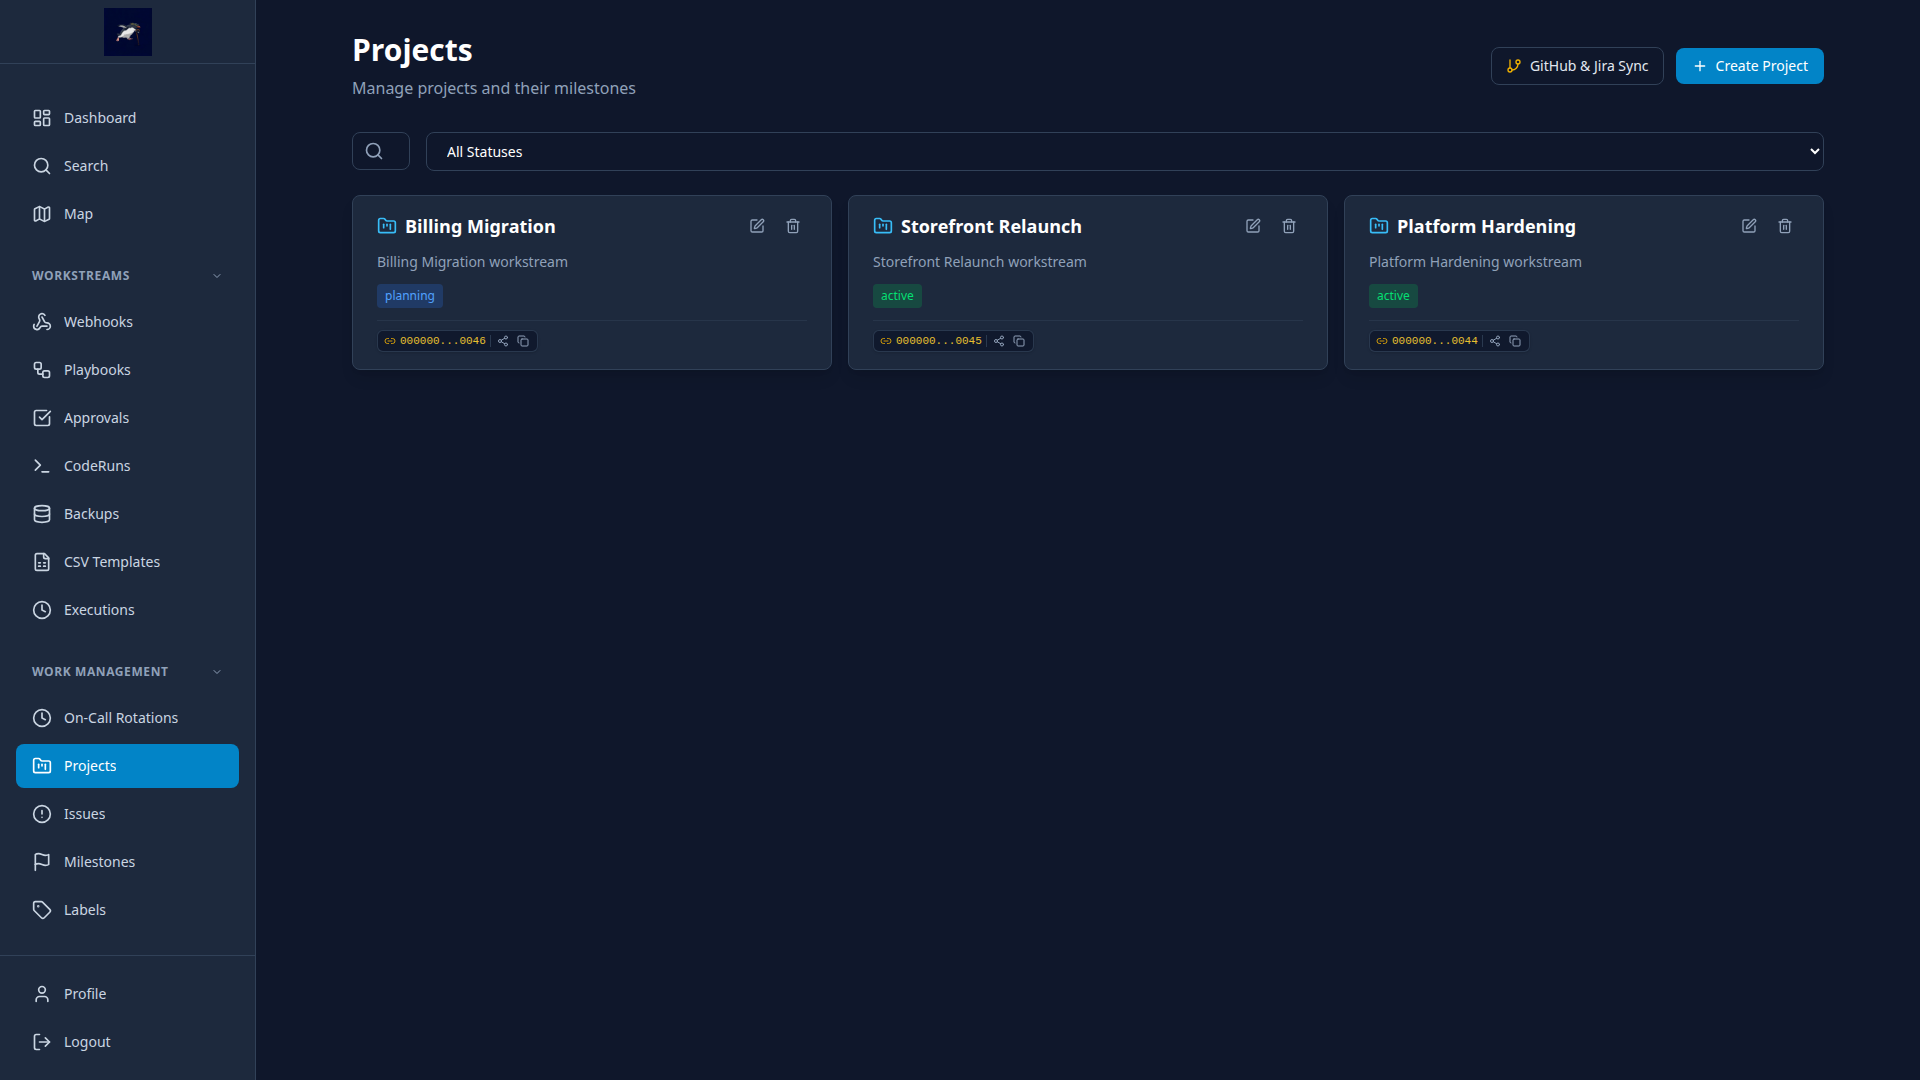 Dashboard
Search
Map
WORKSTREAMS
Webhooks
Playbooks
Approvals
CodeRuns
Backups
CSV Templates
Executions
WORK MANAGEMENT
On-Call Rotations
Projects
Issues
Milestones
Labels
Profile
Logout
Projects
Manage projects and their milestones
GitHub & Jira Sync
Create Project
All Statuses
Billing Migration
Billing Migration workstream
planning
000000...0046
Storefront Relaunch
Storefront Relaunch workstream
active
000000...0045
Platform Hardening
Platform Hardening workstream
active
000000...0044